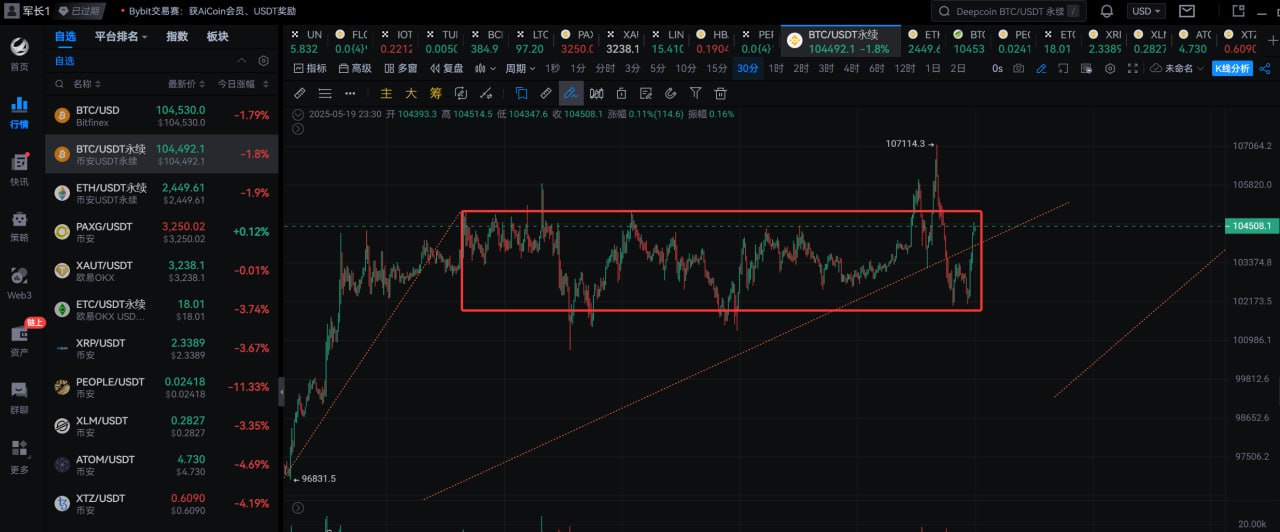 军长1 已过期 Bybit交易赛：获AiCoin会员、USDT奖励 Deepcoin BTC/USDT 永续 / USD
首页
行情
快讯
策略
Web3
链上
资产
群聊
更多
自选 平台排名 指数 板块
自选
名称 最新价 今日涨幅
BTC/USD 104,530.0 -1.79%
Bitfinex $104,530.0
BTC/USDT永续 104,492.1 -1.8%
币安USDT永续 $104,492.1
ETH/USDT永续 2,449.61 -1.9%
币安USDT永续 $2,449.61
PAXG/USDT 3,250.02 +0.12%
币安 $3,250.02
XAUT/USDT 3,238.1 -0.01%
欧易OKX $3,238.1
ETC/USDT永续 18.01 -3.74%
欧易OKX USD... $18.01
XRP/USDT 2.3389 -3.67%
币安 $2.3389
PEOPLE/USDT 0.02418 -11.33%
币安 $0.02418
XLM/USDT 0.2827 -3.35%
币安 $0.2827
ATOM/USDT 4.730 -4.69%
币安 $4.730
XTZ/USDT 0.6090 -4.19%
币安 $0.6090
UN FL IOT TUI BCI LTC PA XAU LIN HB PEI BTC/USDT永续 ET BT PA XRI XLI AT XTZ
5.832 0.0(4) 0.2212 0.0050 384.9 97.20 3250.0 3238.1 15.410 0.1904 0.0(4) 104492.1 -1.8% 2449.6 10453 0.0241 2.3389 0.2827 4.730 0.6090
指标 高级 多窗 复盘 周期 1秒 1分 分时 3分 5分 10分 15分 30分 1时 2时 3时 4时 6时 12时 1日 2日 0s 未命名 K线分析
主 大 筹
2025-05-19 23:30 开 104393.3 高 104514.5 低 104347.6 收 104508.1 涨幅 0.11%(114.6) 振幅 0.16%
107114.3
107064.2
105820.0
104508.1
103374.8
102173.5
100986.1
99812.6
98652.6
97506.2
96831.5
20.00k